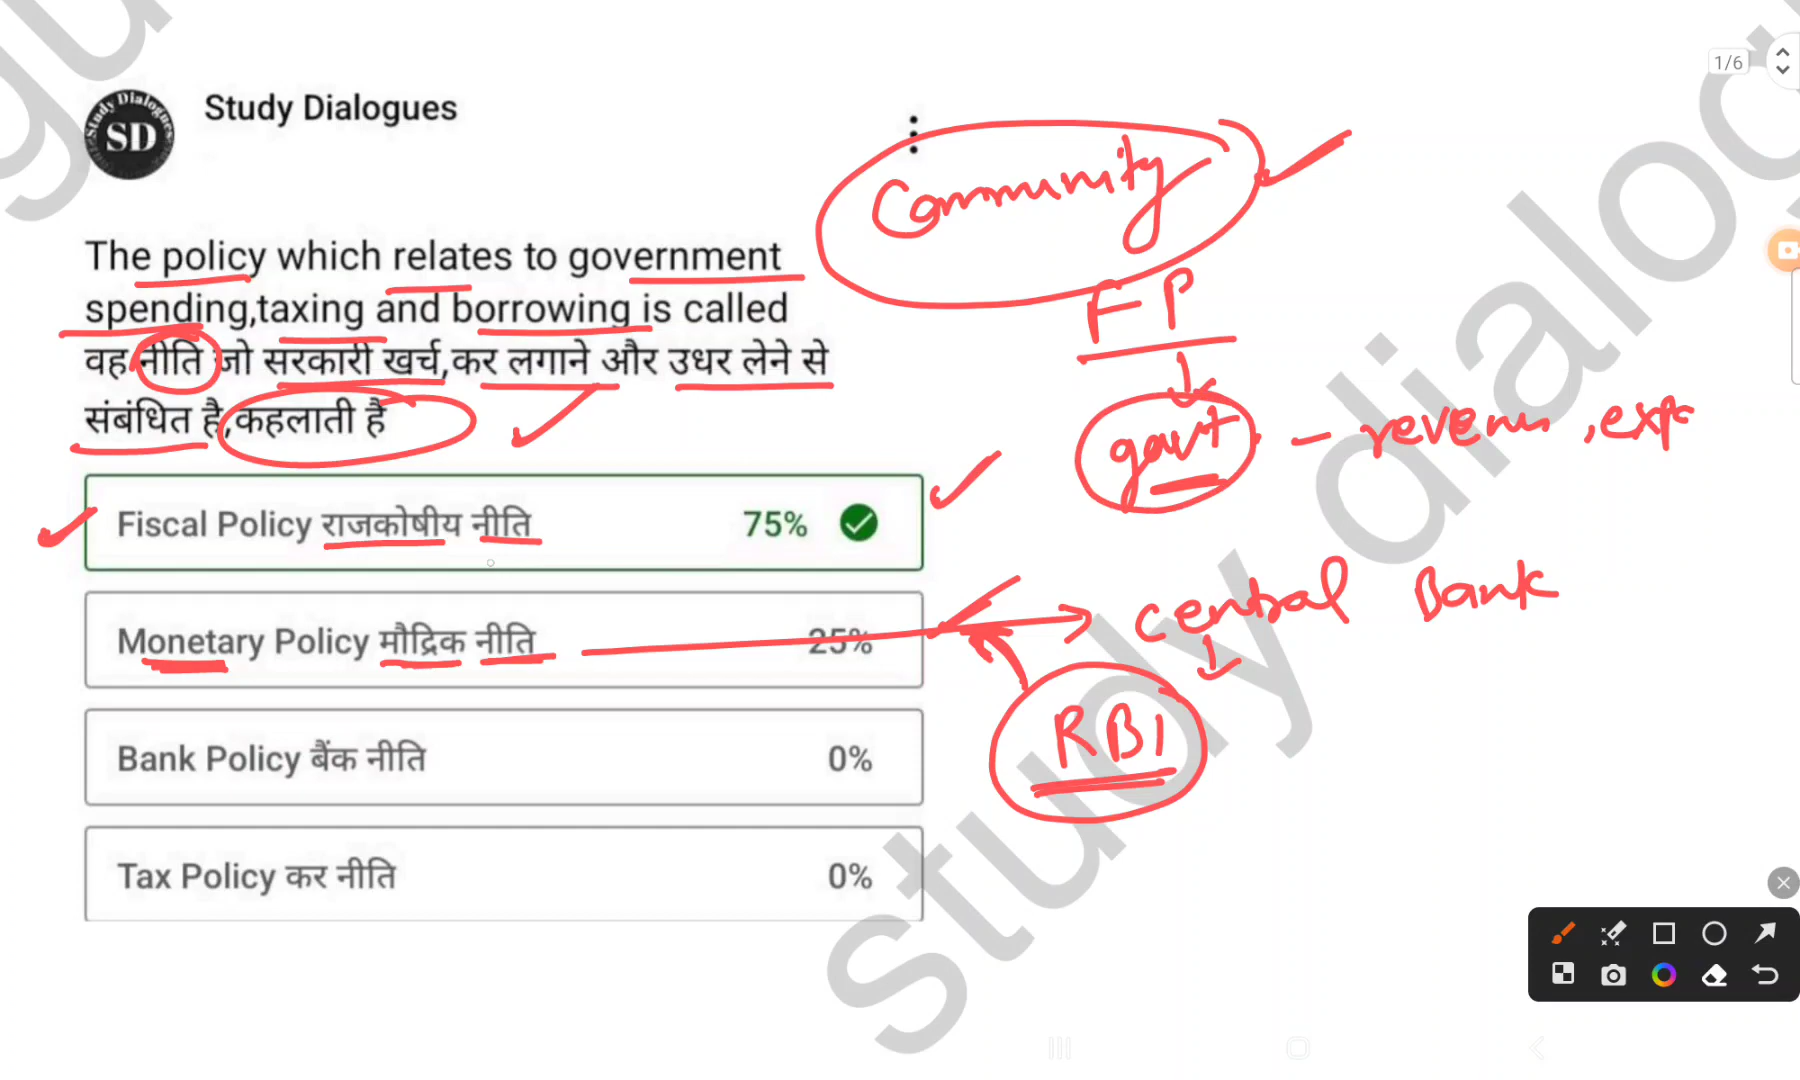 1/6
Study Dialogues
Study Dialogues
SD
Community
The policy which relates to government
spending,taxing and borrowing is called
वह नीति जो सरकारी खर्च,कर लगाने और उधर लेने से
संबंधित है,कहलाती है
FP
govt - revenue, exp
Fiscal Policy राजकोषीय नीति 75%
Monetary Policy मौद्रिक नीति 25%
central Bank
RBI
Bank Policy बैंक नीति 0%
Tax Policy कर नीति 0%
study dialogues